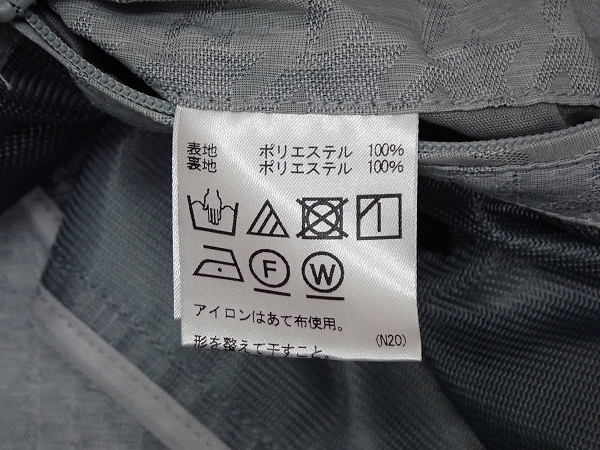 表地 ポリエステル 100%
裏地 ポリエステル 100%
F W
アイロンはあて布使用。
形を整えて干すこと。
(N20)